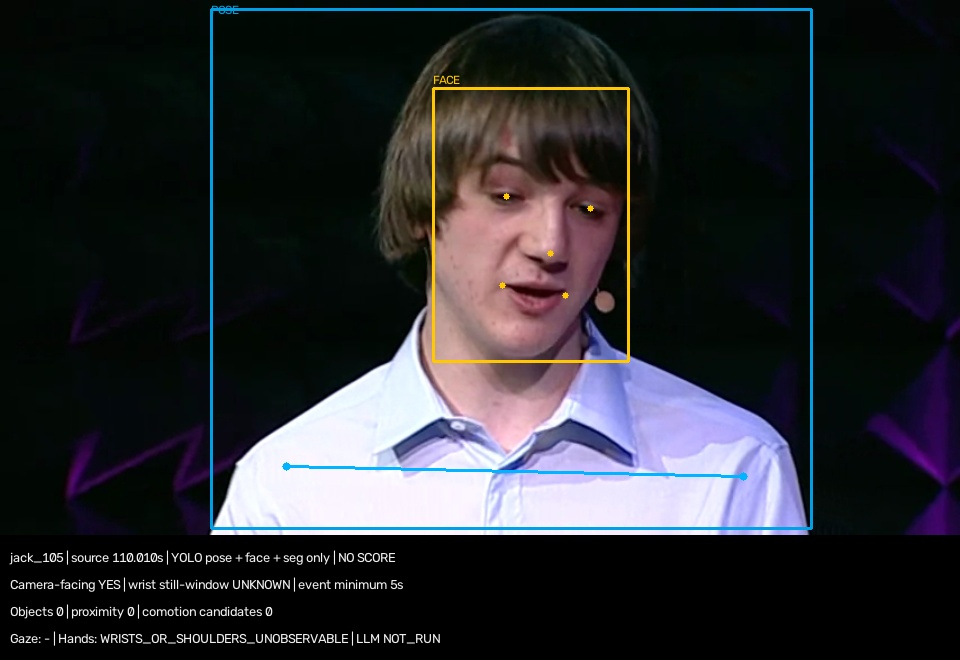 POSE
FACE
jack_105 | source 110.010s | YOLO pose + face + seg only | NO SCORE
Camera-facing YES | wrist still-window UNKNOWN | event minimum 5s
Objects 0 | proximity 0 | comotion candidates 0
Gaze: - | Hands: WRISTS_OR_SHOULDERS_UNOBSERVABLE | LLM NOT_RUN